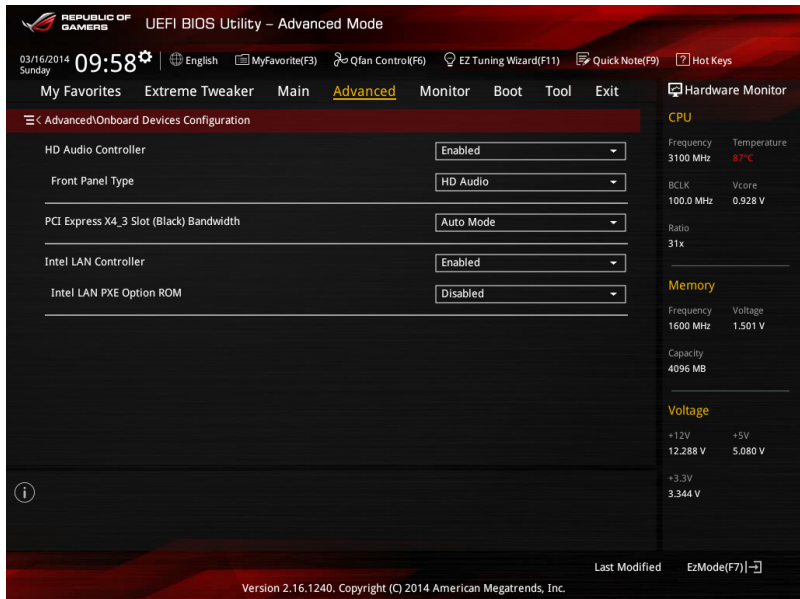 REPUBLIC OF
GAMERS
UEFI BIOS Utility – Advanced Mode
03/16/2014
Sunday
09:58
English
MyFavorite(F3)
Qfan Control(F6)
EZ Tuning Wizard(F11)
Quick Note(F9)
? Hot Keys
My Favorites Extreme Tweaker Main Advanced Monitor Boot Tool Exit
Advanced\Onboard Devices Configuration
HD Audio Controller Enabled
Front Panel Type HD Audio
PCI Express X4_3 Slot (Black) Bandwidth Auto Mode
Intel LAN Controller Enabled
Intel LAN PXE Option ROM Disabled
Hardware Monitor
CPU
Frequency Temperature
3100 MHz 87°C
BCLK Vcore
100.0 MHz 0.928 V
Ratio
31x
Memory
Frequency Voltage
1600 MHz 1.501 V
Capacity
4096 MB
Voltage
+12V +5V
12.288 V 5.080 V
+3.3V
3.344 V
i
Last Modified EzMode(F7)
Version 2.16.1240. Copyright (C) 2014 American Megatrends, Inc.